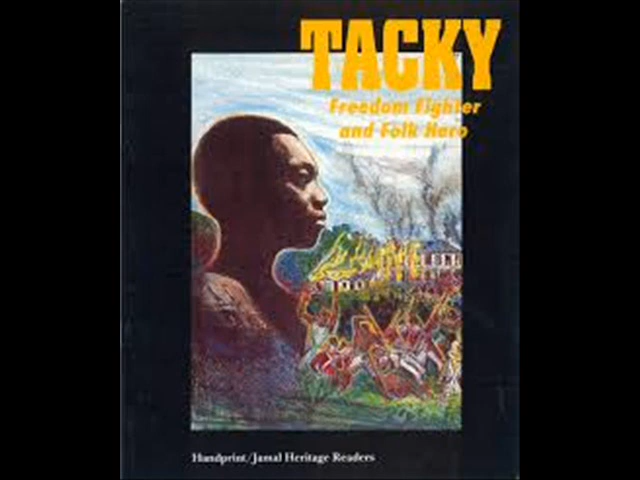 TACKY
Freedom Fighter
and Folk Hero
Handprint/Jamal Heritage Readers